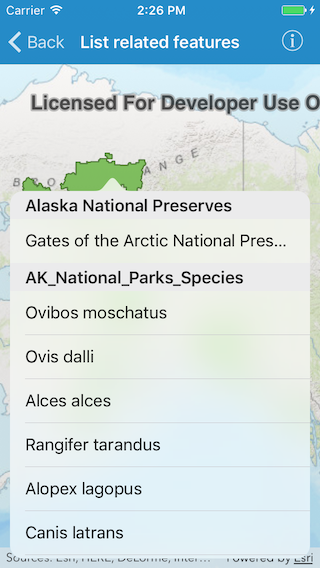 Carrier 2:26 PM
Back List related features
Licensed For Developer Use O
ANGE
B R O
Alaska National Preserves
Gates of the Arctic National Pres...
AK_National_Parks_Species
Ovibos moschatus
Ovis dalli
Alces alces
Rangifer tarandus
Alopex lagopus
Canis latrans
Sources: Esri, HERE, DeLorme, Inter... Powered by Esri